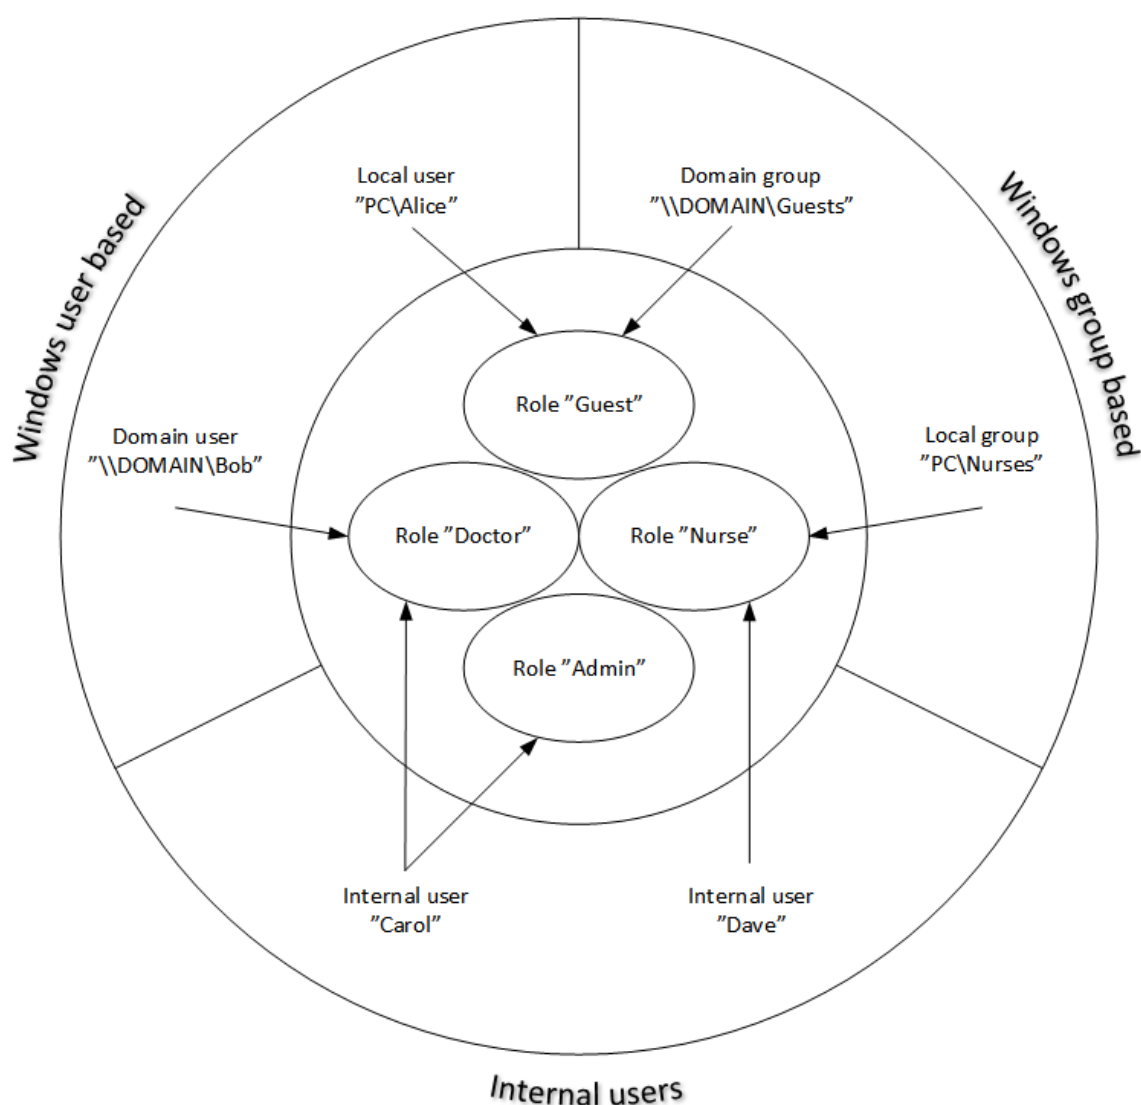 Local user
”PC\Alice”
Domain group
”\\DOMAIN\Guests”
Windows user based
Windows group based
Role ”Guest”
Domain user
”\\DOMAIN\Bob”
Local group
”PC\Nurses”
Role ”Doctor”
Role ”Nurse”
Role ”Admin”
Internal user
”Carol”
Internal user
”Dave”
Internal users